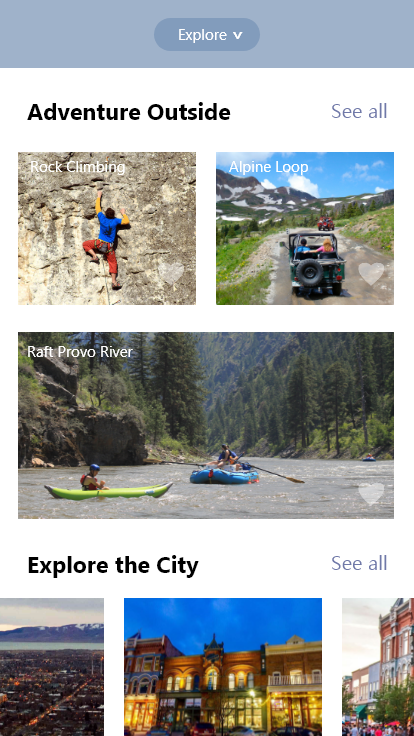 Explore
Adventure Outside
See all
Rock Climbing
Alpine Loop
Raft Provo River
Explore the City
See all